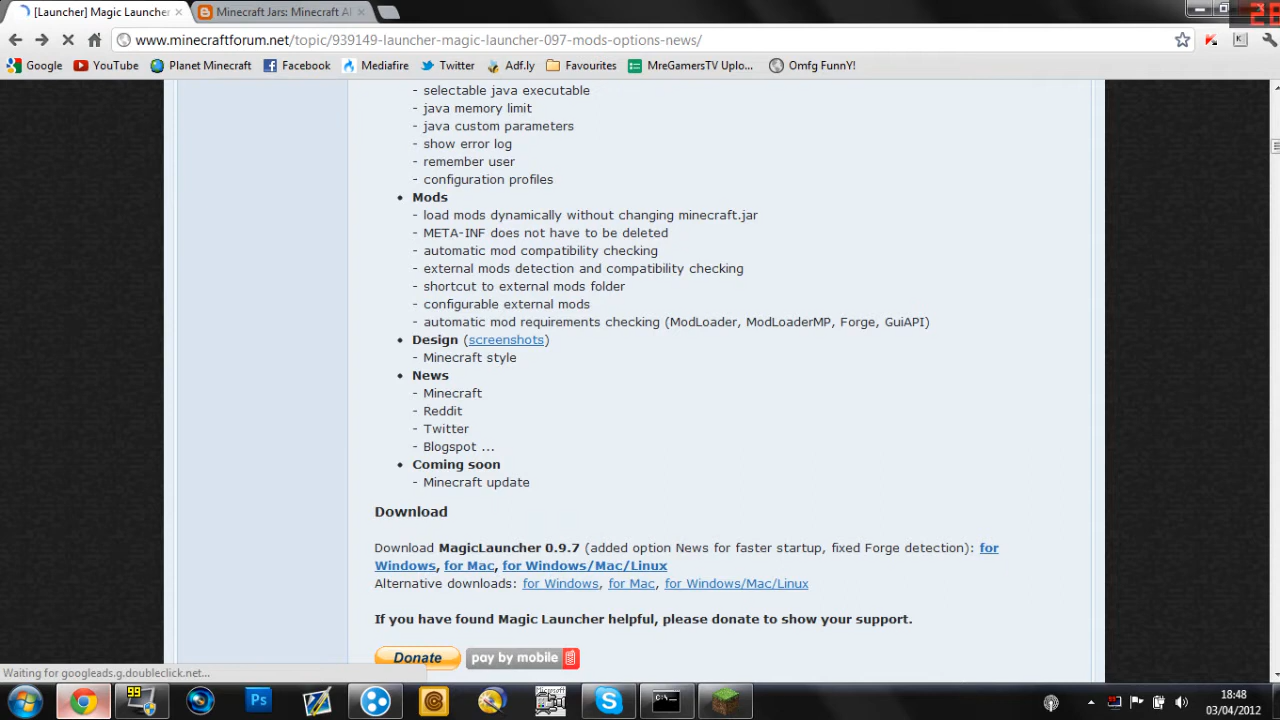 [Launcher] Magic Launcher
Minecraft Jars: Minecraft Al
www.minecraftforum.net/topic/939149-launcher-magic-launcher-097-mods-options-news/
Google YouTube Planet Minecraft Facebook Mediafire Twitter Adf.ly Favourites MreGamersTV Uplo... Omfg FunnY!
- selectable java executable
- java memory limit
- java custom parameters
- show error log
- remember user
- configuration profiles
• Mods
- load mods dynamically without changing minecraft.jar
- META-INF does not have to be deleted
- automatic mod compatibility checking
- external mods detection and compatibility checking
- shortcut to external mods folder
- configurable external mods
- automatic mod requirements checking (ModLoader, ModLoaderMP, Forge, GuiAPI)
• Design (screenshots)
- Minecraft style
• News
- Minecraft
- Reddit
- Twitter
- Blogspot ...
• Coming soon
- Minecraft update
Download
Download MagicLauncher 0.9.7 (added option News for faster startup, fixed Forge detection): for
Windows, for Mac, for Windows/Mac/Linux
Alternative downloads: for Windows, for Mac, for Windows/Mac/Linux
If you have found Magic Launcher helpful, please donate to show your support.
Donate pay by mobile
Waiting for googleads.g.doubleclick.net...
99
Ps
18:48
03/04/2012